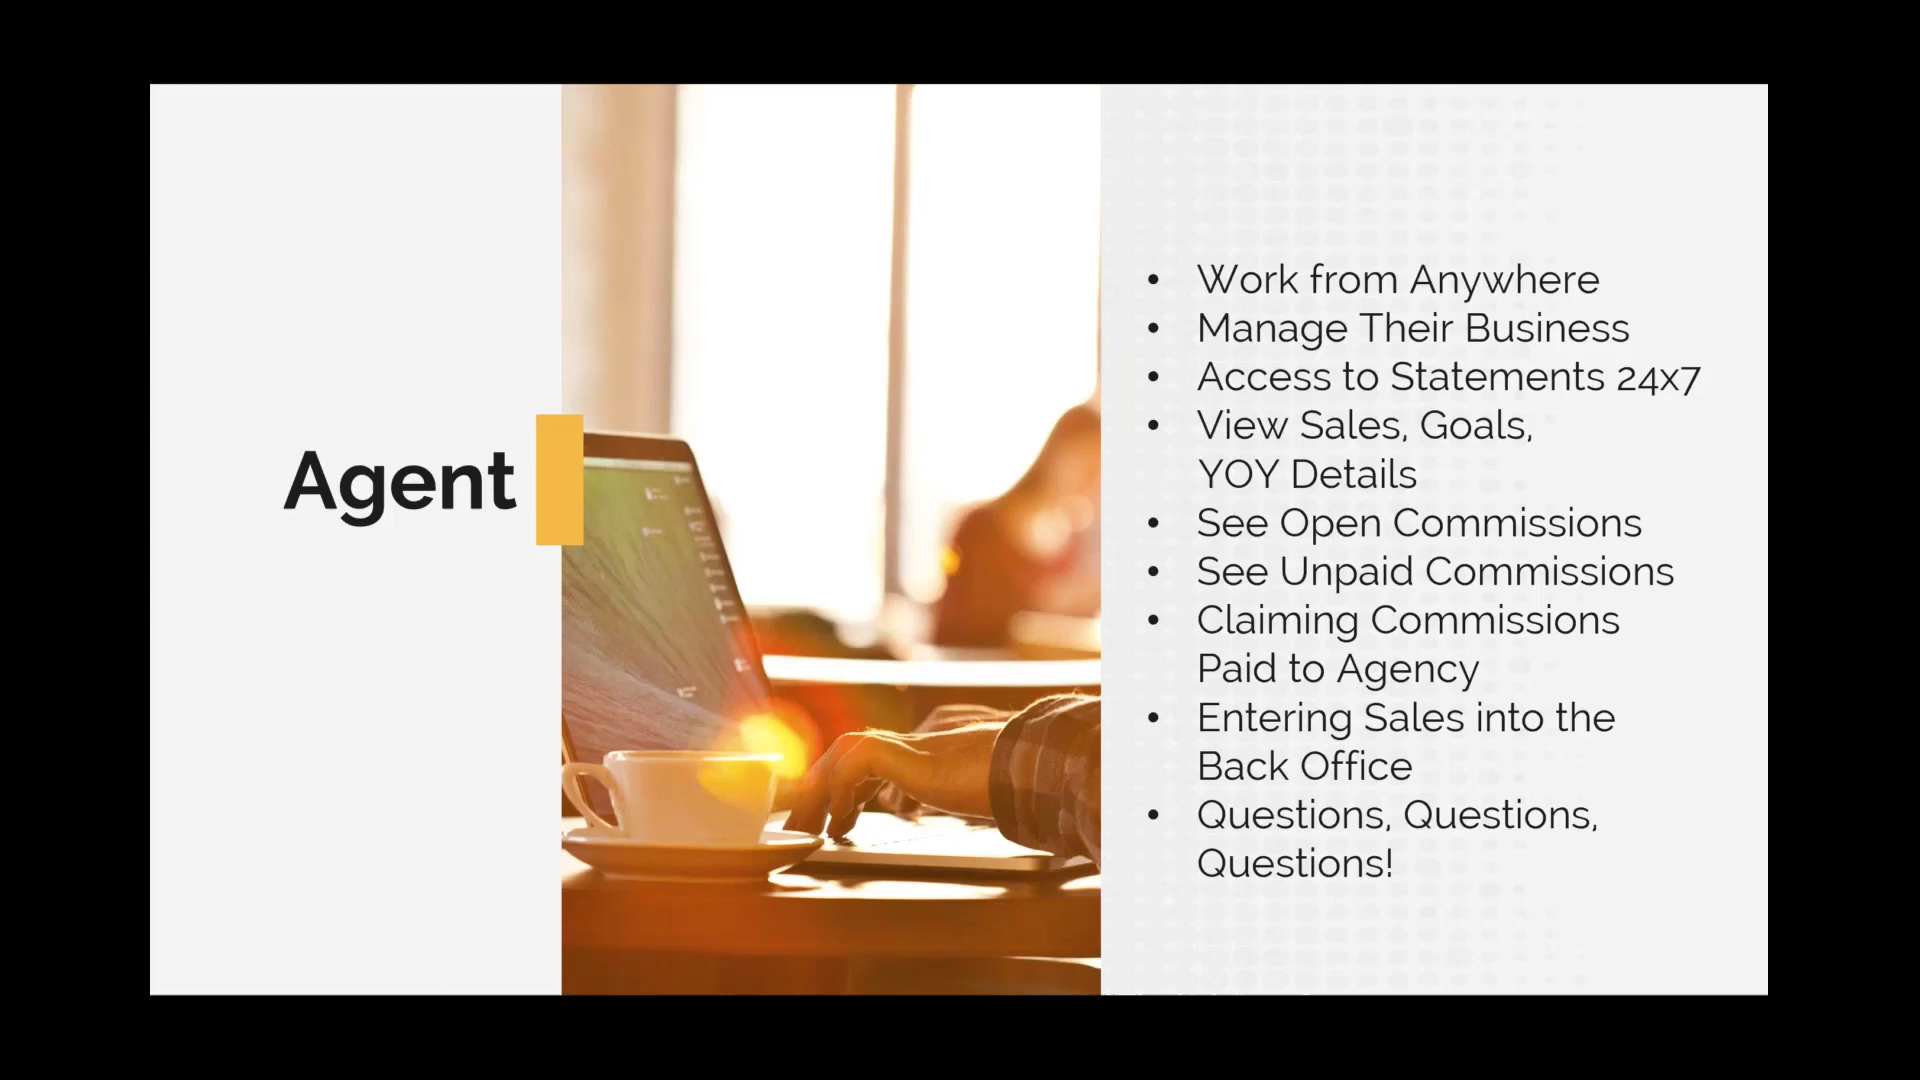 Agent
• Work from Anywhere
• Manage Their Business
• Access to Statements 24x7
• View Sales, Goals,
YOY Details
• See Open Commissions
• See Unpaid Commissions
• Claiming Commissions
Paid to Agency
• Entering Sales into the
Back Office
• Questions, Questions,
Questions!